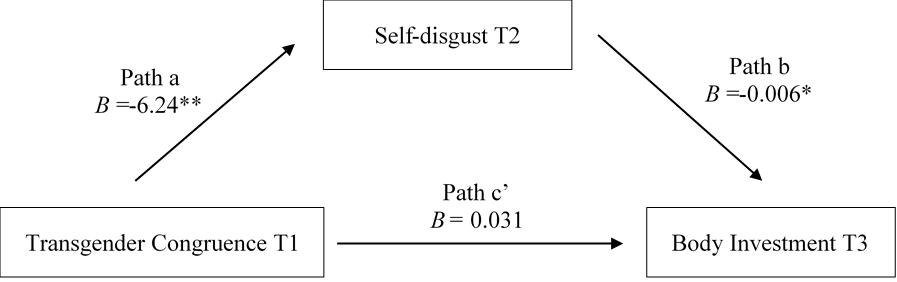 Self-disgust T2
Path a
B =-6.24**
Path b
B =-0.006*
Path c’
B = 0.031
Transgender Congruence T1
Body Investment T3